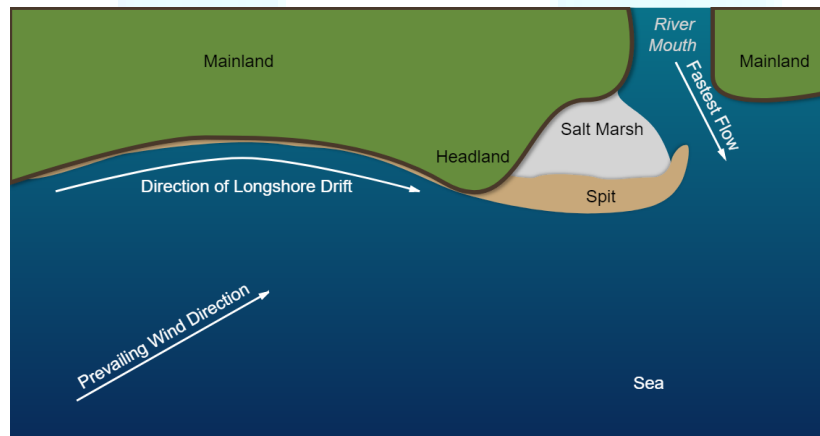 River
Mouth
Mainland
Mainland
Fastest Flow
Salt Marsh
Headland
Direction of Longshore Drift
Spit
Prevailing Wind Direction
Sea